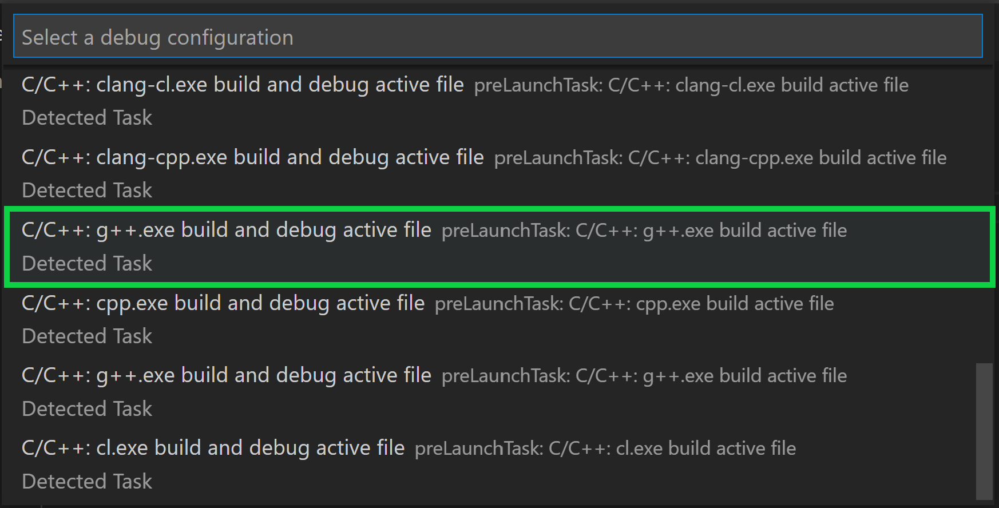 Select a debug configuration
C/C++: clang-cl.exe build and debug active file preLaunchTask: C/C++: clang-cl.exe build active file
Detected Task
C/C++: clang-cpp.exe build and debug active file preLaunchTask: C/C++: clang-cpp.exe build active file
Detected Task
C/C++: g++.exe build and debug active file preLaunchTask: C/C++: g++.exe build active file
Detected Task
C/C++: cpp.exe build and debug active file preLaunchTask: C/C++: cpp.exe build active file
Detected Task
C/C++: g++.exe build and debug active file preLaunchTask: C/C++: g++.exe build active file
Detected Task
C/C++: cl.exe build and debug active file preLaunchTask: C/C++: cl.exe build active file
Detected Task